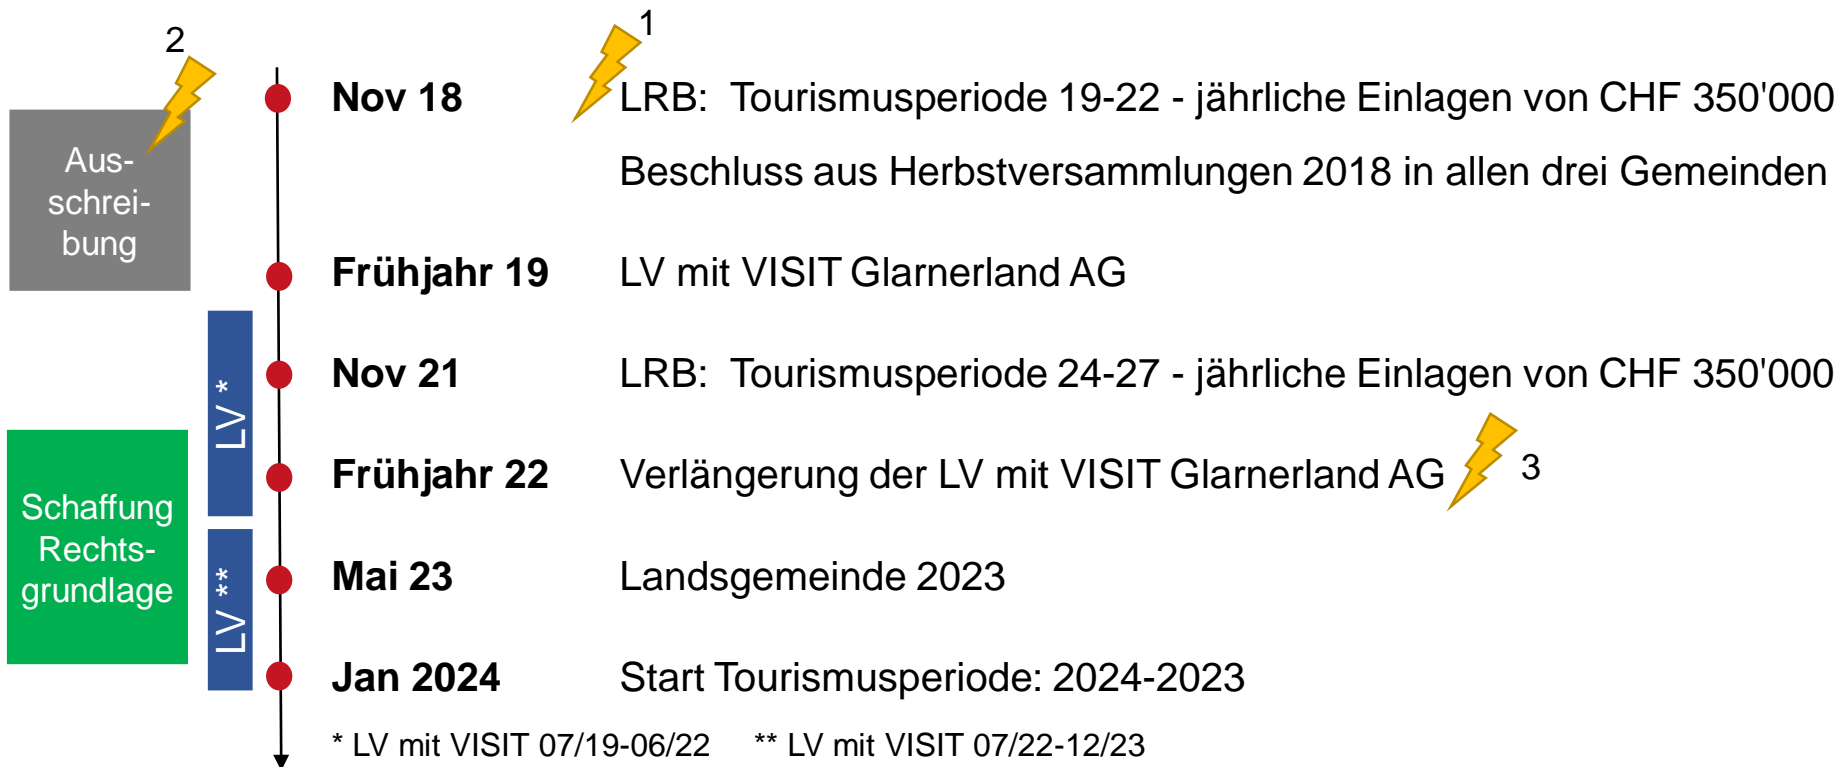 2
1
Nov 18 LRB: Tourismusperiode 19-22 - jährliche Einlagen von CHF 350'000
Beschluss aus Herbstversammlungen 2018 in allen drei Gemeinden
Aus-
schrei-
bung
Frühjahr 19 LV mit VISIT Glarnerland AG
Nov 21 LRB: Tourismusperiode 24-27 - jährliche Einlagen von CHF 350'000
LV *
Frühjahr 22 Verlängerung der LV mit VISIT Glarnerland AG 3
Schaffung
Rechts-
grundlage
LV **
Mai 23 Landsgemeinde 2023
Jan 2024 Start Tourismusperiode: 2024-2023
* LV mit VISIT 07/19-06/22 ** LV mit VISIT 07/22-12/23